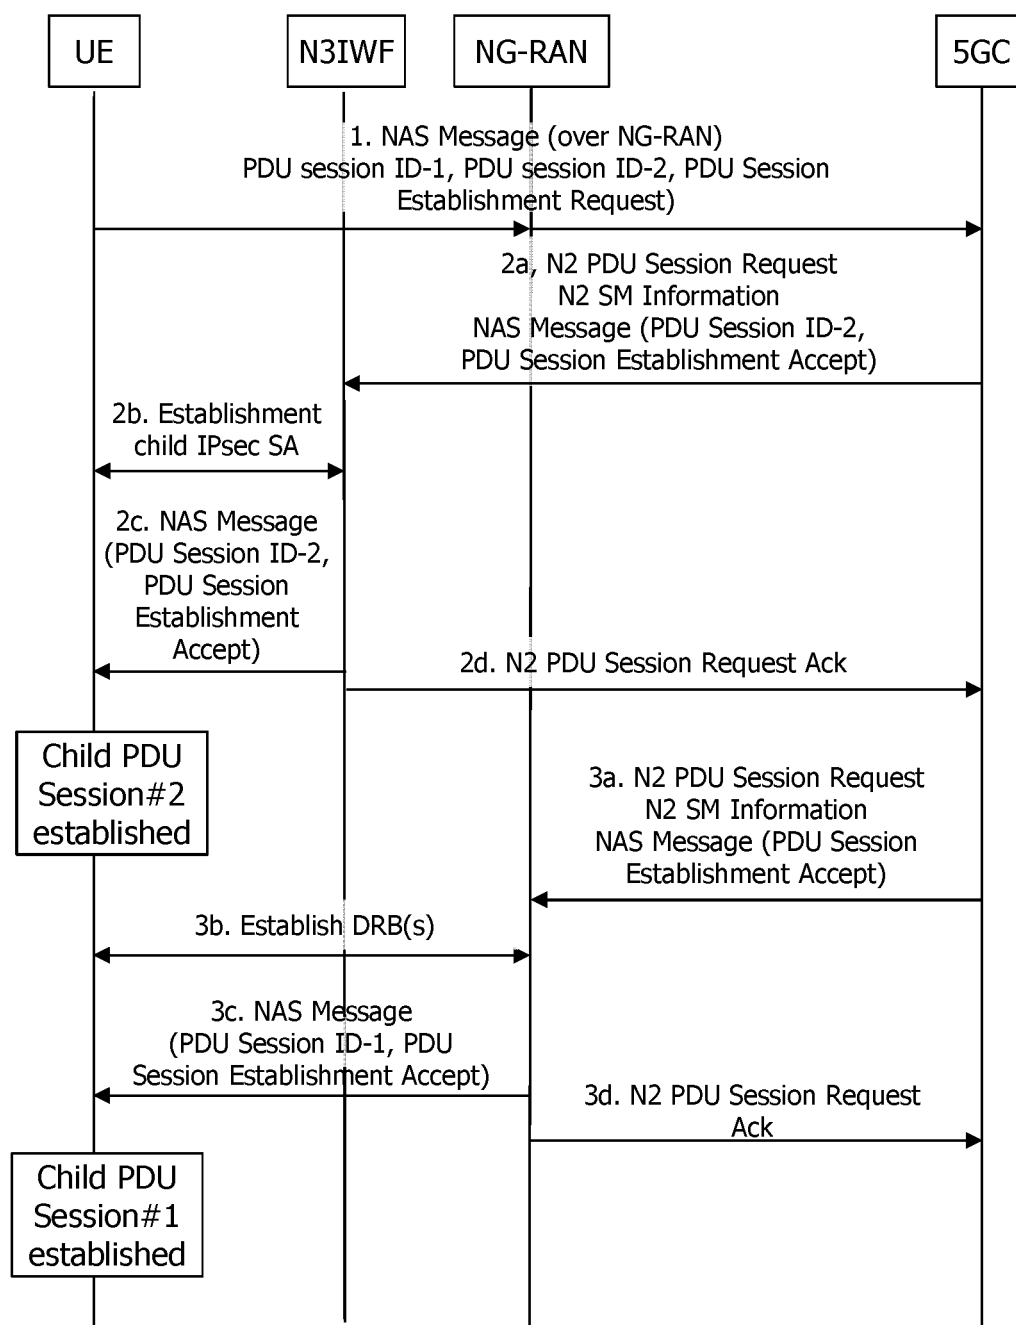 UE
N3IWF
NG-RAN
5GC
1. NAS Message (over NG-RAN)
PDU session ID-1, PDU session ID-2, PDU Session
Establishment Request)
2a, N2 PDU Session Request
N2 SM Information
NAS Message (PDU Session ID-2,
PDU Session Establishment Accept)
2b. Establishment
child IPsec SA
2c. NAS Message
(PDU Session ID-2,
PDU Session
Establishment
Accept)
2d. N2 PDU Session Request Ack
Child PDU
Session#2
established
3a. N2 PDU Session Request
N2 SM Information
NAS Message (PDU Session
Establishment Accept)
3b. Establish DRB(s)
3c. NAS Message
(PDU Session ID-1, PDU
Session Establishment Accept)
3d. N2 PDU Session Request
Ack
Child PDU
Session#1
established